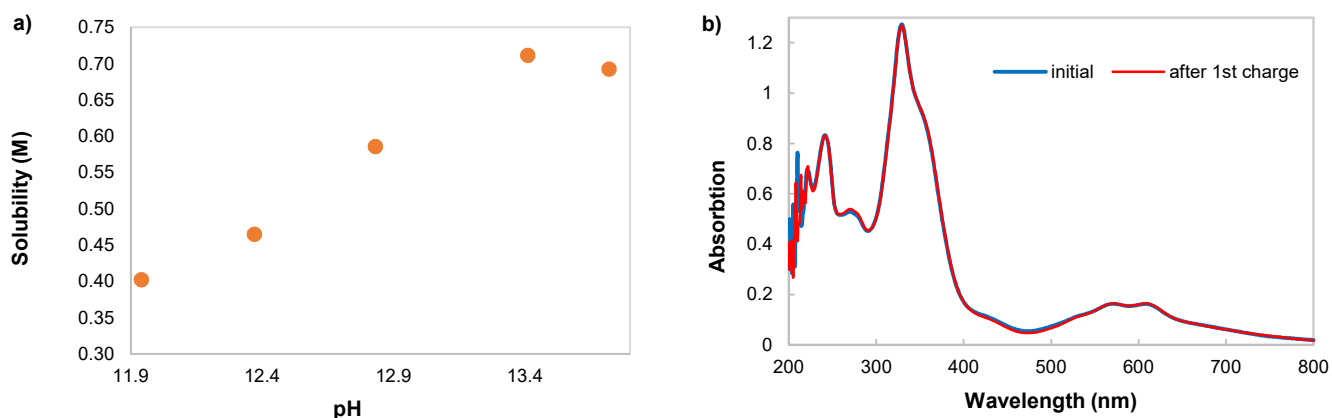 a)
Solubility (M)
0.75
0.70
0.65
0.60
0.55
0.50
0.45
0.40
0.35
0.30
11.9 12.4 12.9 13.4
pH
b)
Absorbtion
1.2
1
0.8
0.6
0.4
0.2
0
initial after 1st charge
200 300 400 500 600 700 800
Wavelength (nm)